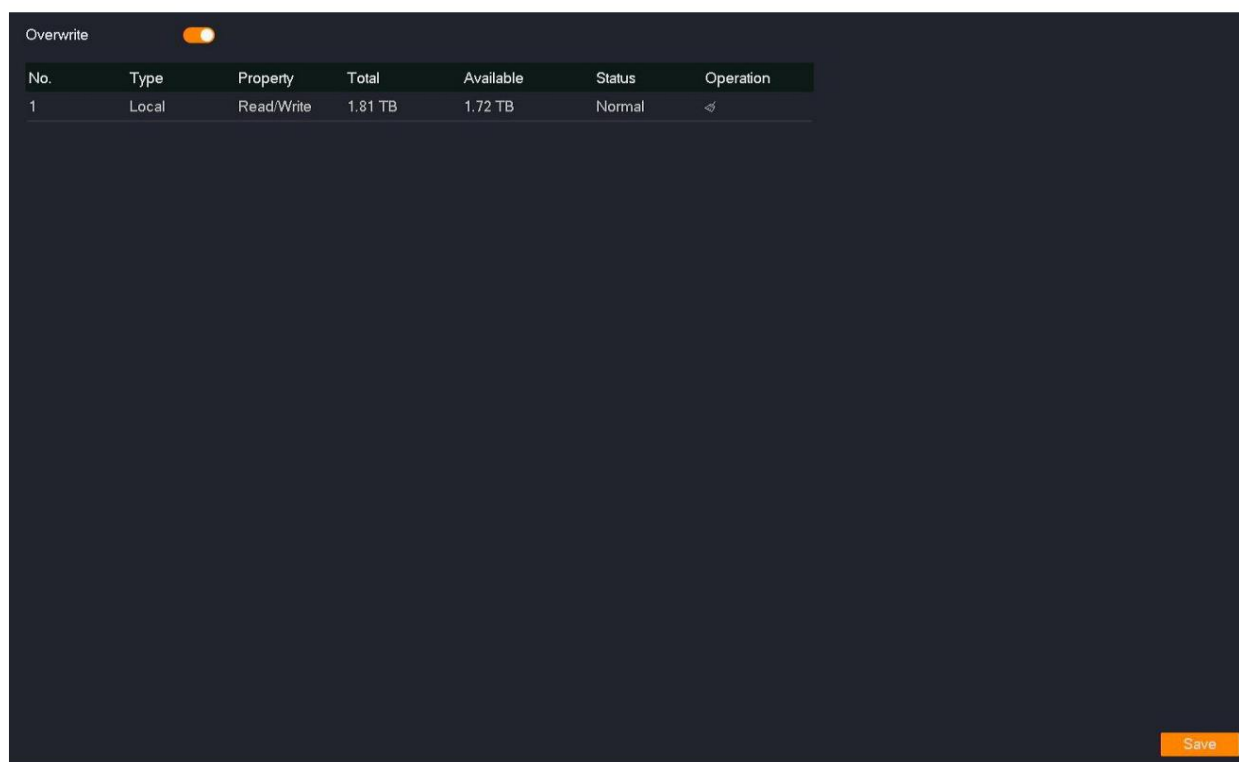 Overwrite
No. Type Property Total Available Status Operation
1 Local Read/Write 1.81 TB 1.72 TB Normal
Save